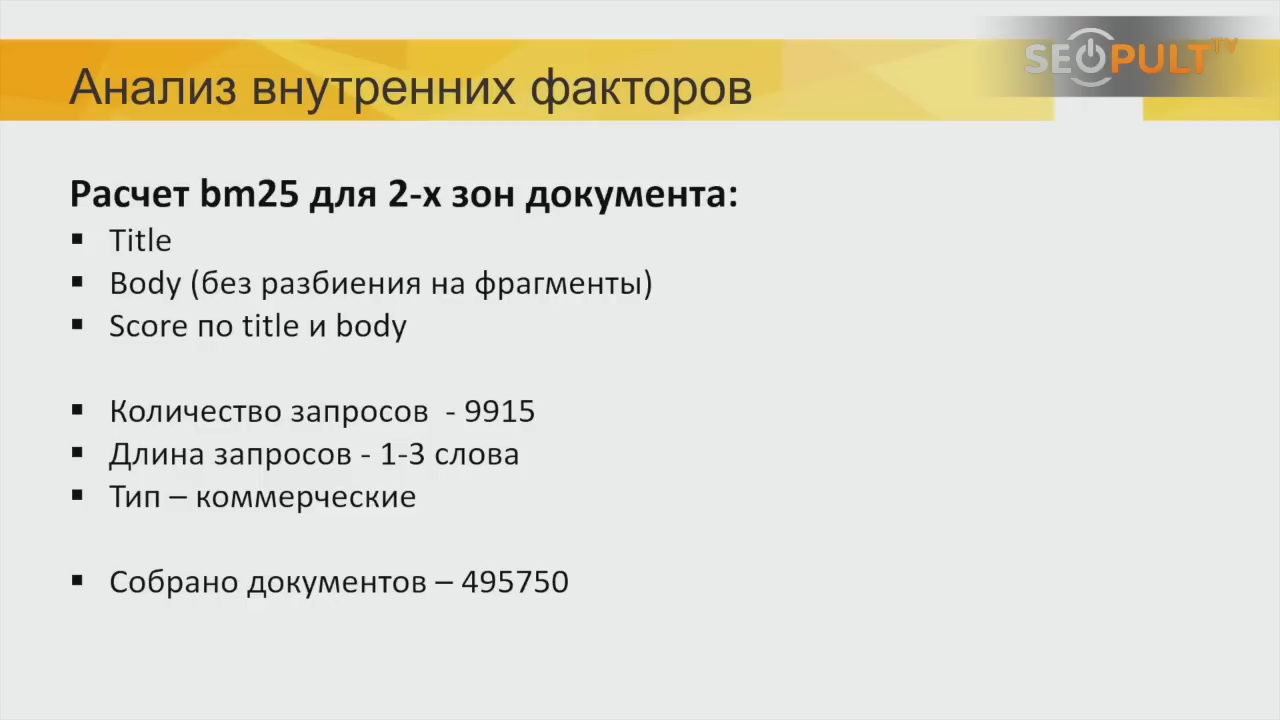 SEOPULT TV
Анализ внутренних факторов
Расчет bm25 для 2-х зон документа:
▪ Title
▪ Body (без разбиения на фрагменты)
▪ Score по title и body
▪ Количество запросов - 9915
▪ Длина запросов - 1-3 слова
▪ Тип – коммерческие
▪ Собрано документов – 495750